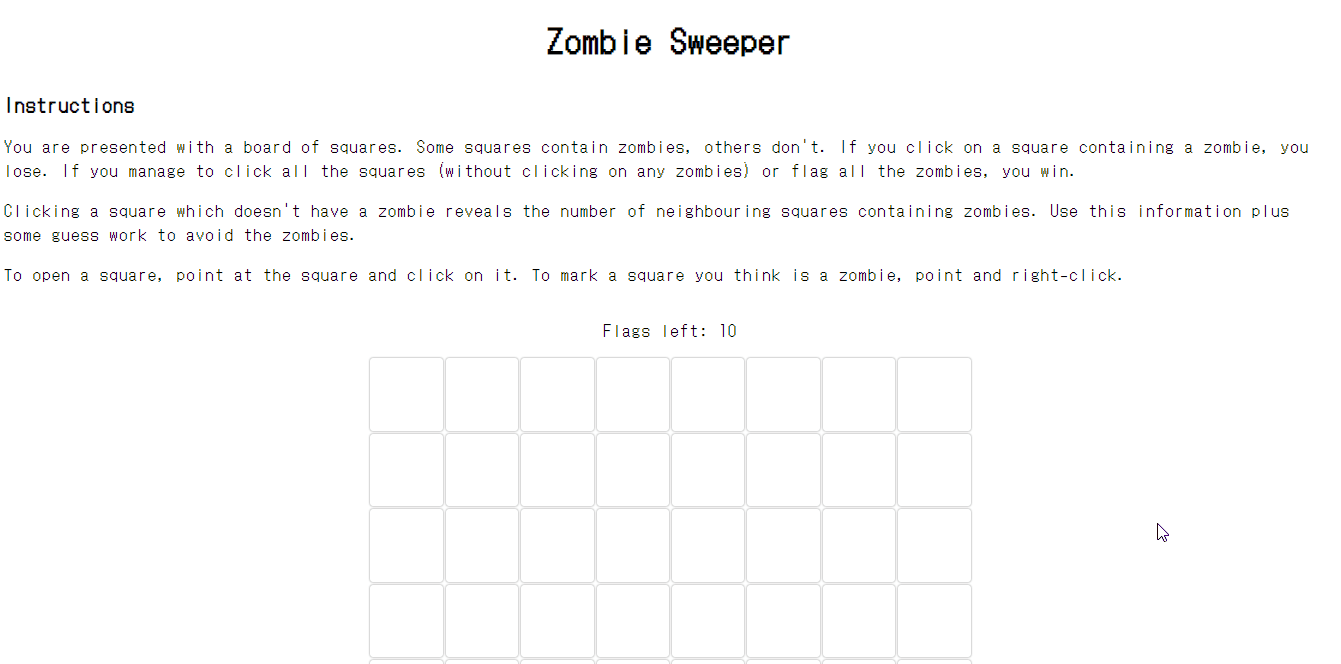 Zombie Sweeper
Instructions
You are presented with a board of squares. Some squares contain zombies, others don't. If you click on a square containing a zombie, you
lose. If you manage to click all the squares (without clicking on any zombies) or flag all the zombies, you win.
Clicking a square which doesn't have a zombie reveals the number of neighbouring squares containing zombies. Use this information plus
some guess work to avoid the zombies.
To open a square, point at the square and click on it. To mark a square you think is a zombie, point and right-click.
Flags left: 10